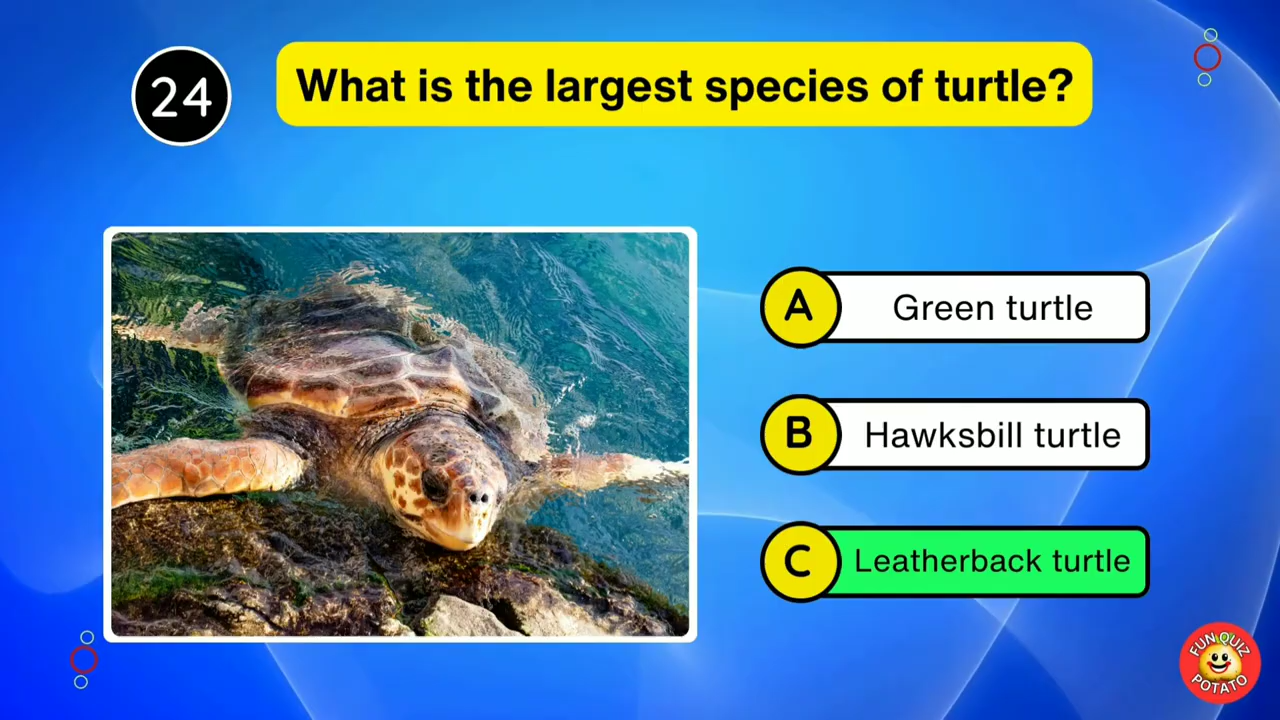 24
What is the largest species of turtle?
A
Green turtle
B
Hawksbill turtle
C
Leatherback turtle
FUN QUIZ
POTATO